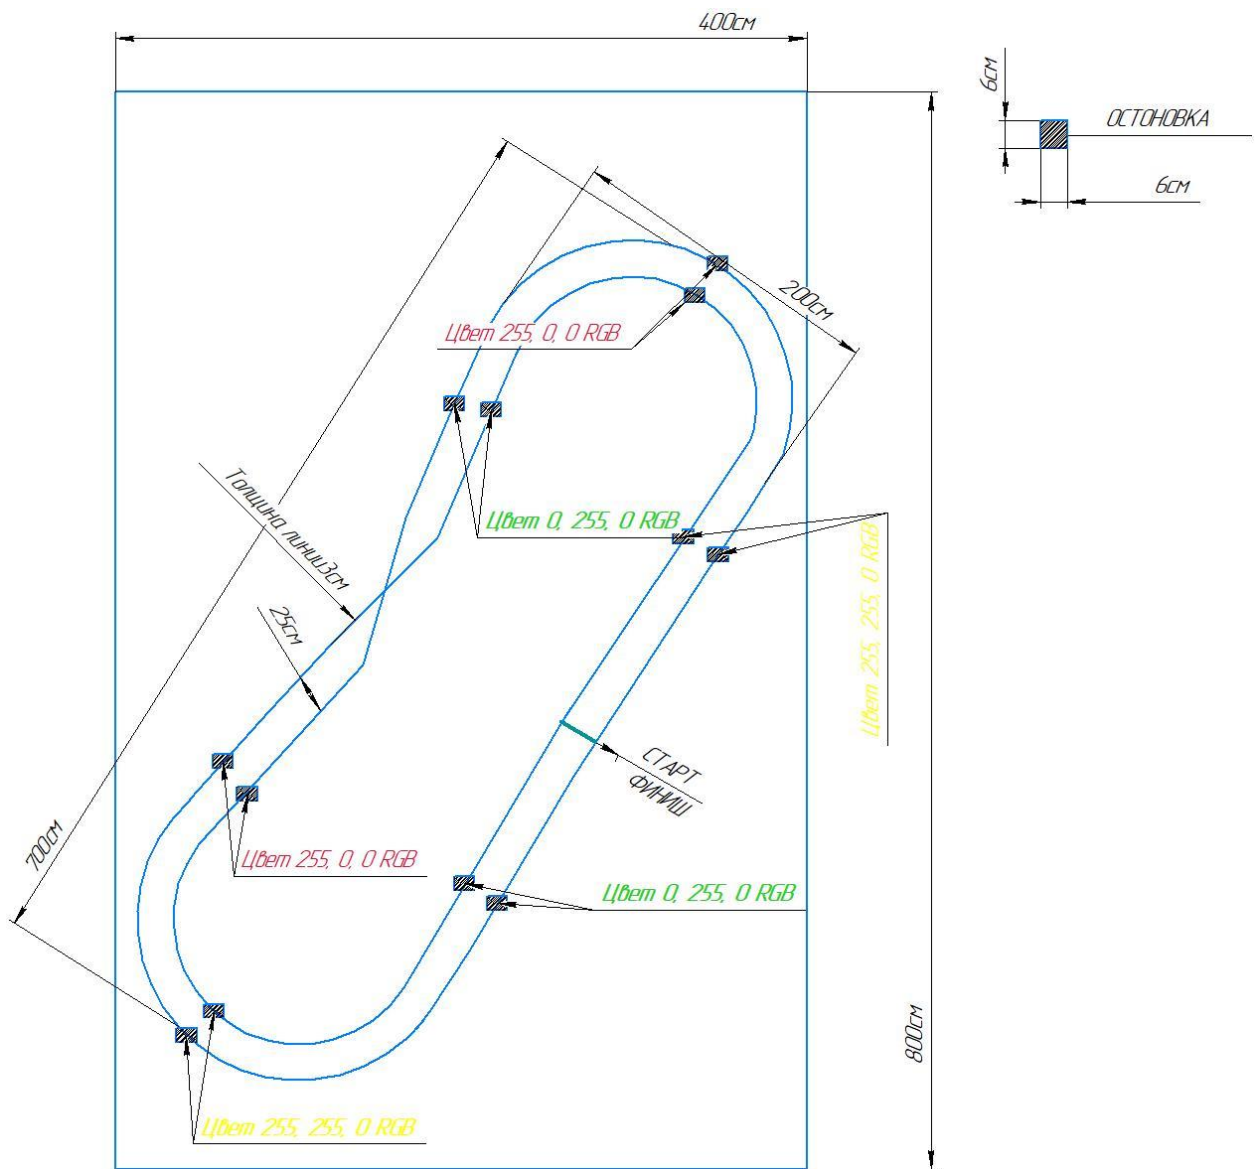 400см
6см
ОСТОНОВКА
6см
200см
Цвет 255, 0, 0 RGB
Толщина линии3см
Цвет 0, 255, 0 RGB
Цвет 255, 255, 0 RGB
25см
СТАРТ
ФИНИШ
700см
Цвет 255, 0, 0 RGB
Цвет 0, 255, 0 RGB
800см
Цвет 255, 255, 0 RGB